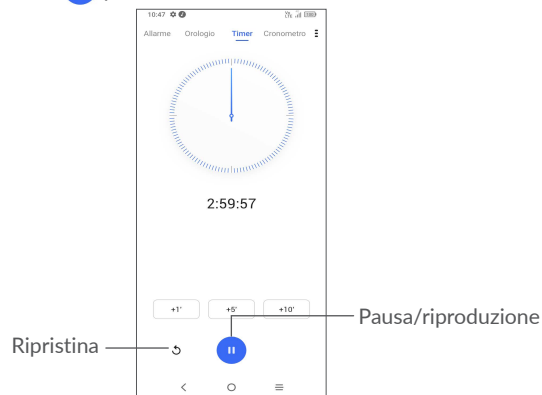 10:47
Allarme Orologio Timer Cronometro
2:59:57
+1' +5' +10'
Pausa/riproduzione
Ripristina